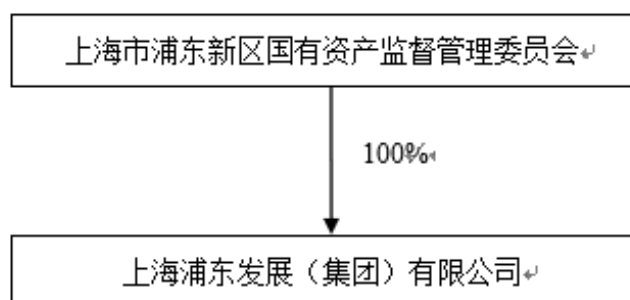 上海市浦东新区国有资产监督管理委员会
100%
上海浦东发展（集团）有限公司